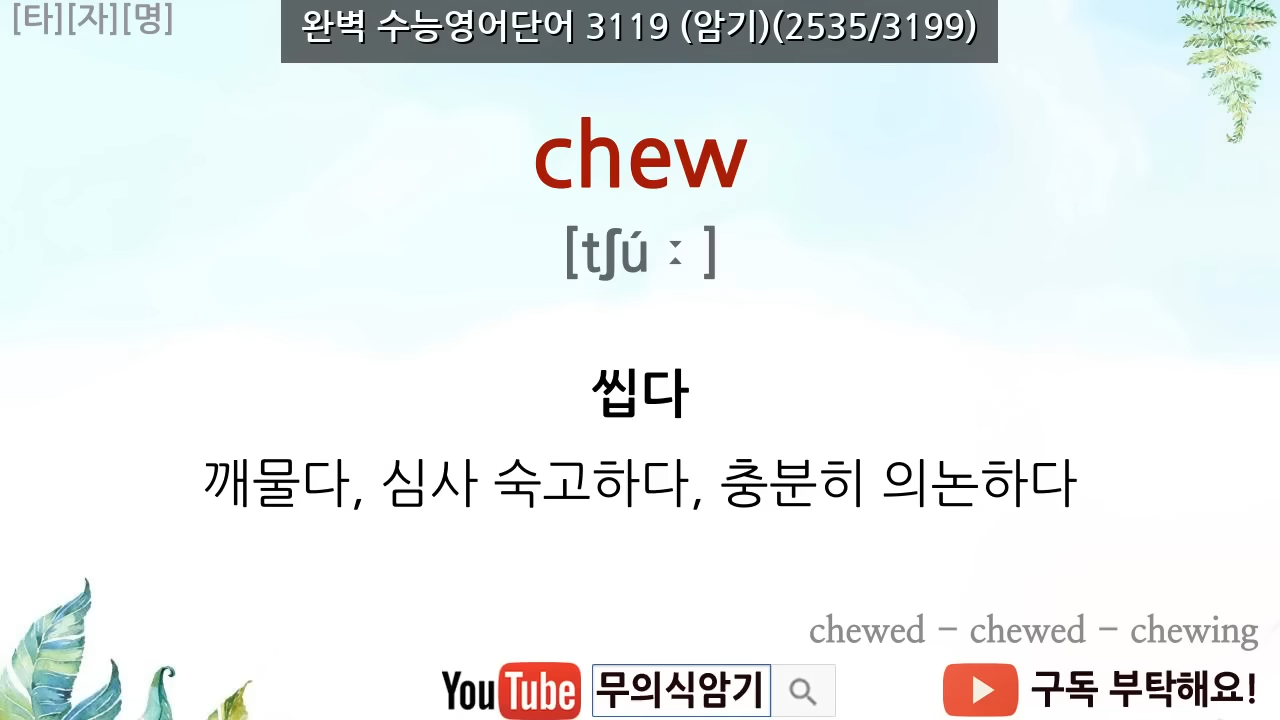 [타][자][명]
완벽 수능영어단어 3119 (암기)(2535/3199)
chew
[tʃúː]
씹다
깨물다, 심사 숙고하다, 충분히 의논하다
chewed - chewed - chewing
YouTube 무의식암기
구독 부탁해요!